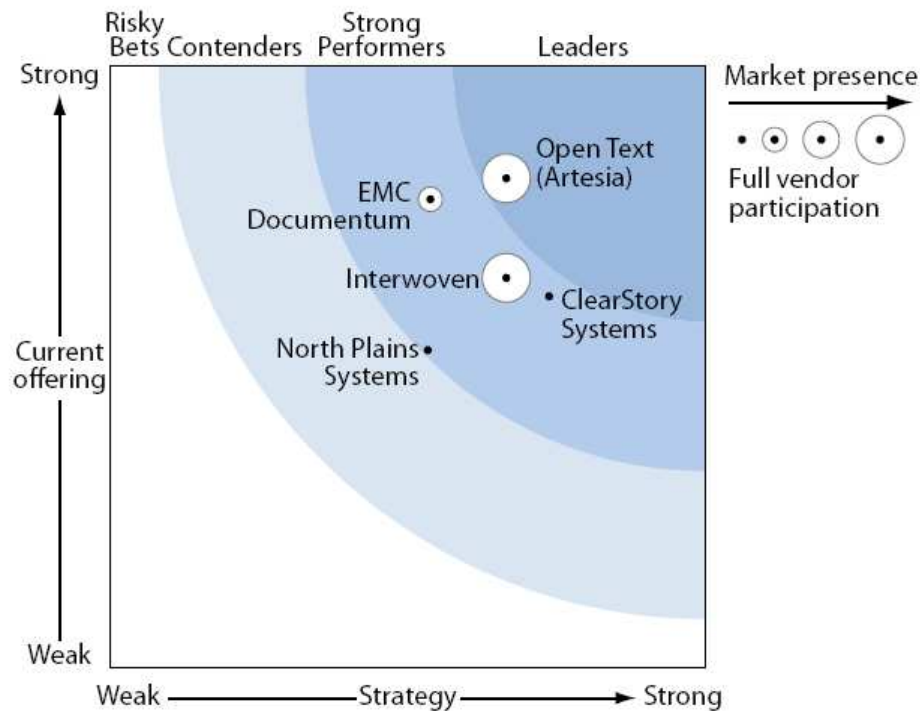 Risky
Bets
Contenders
Strong
Performers
Leaders
Strong
Market presence
Full vendor
participation
Open Text
(Artesia)
EMC
Documentum
Interwoven
ClearStory
Systems
North Plains
Systems
Current
offering
Weak
Weak
Strategy
Strong